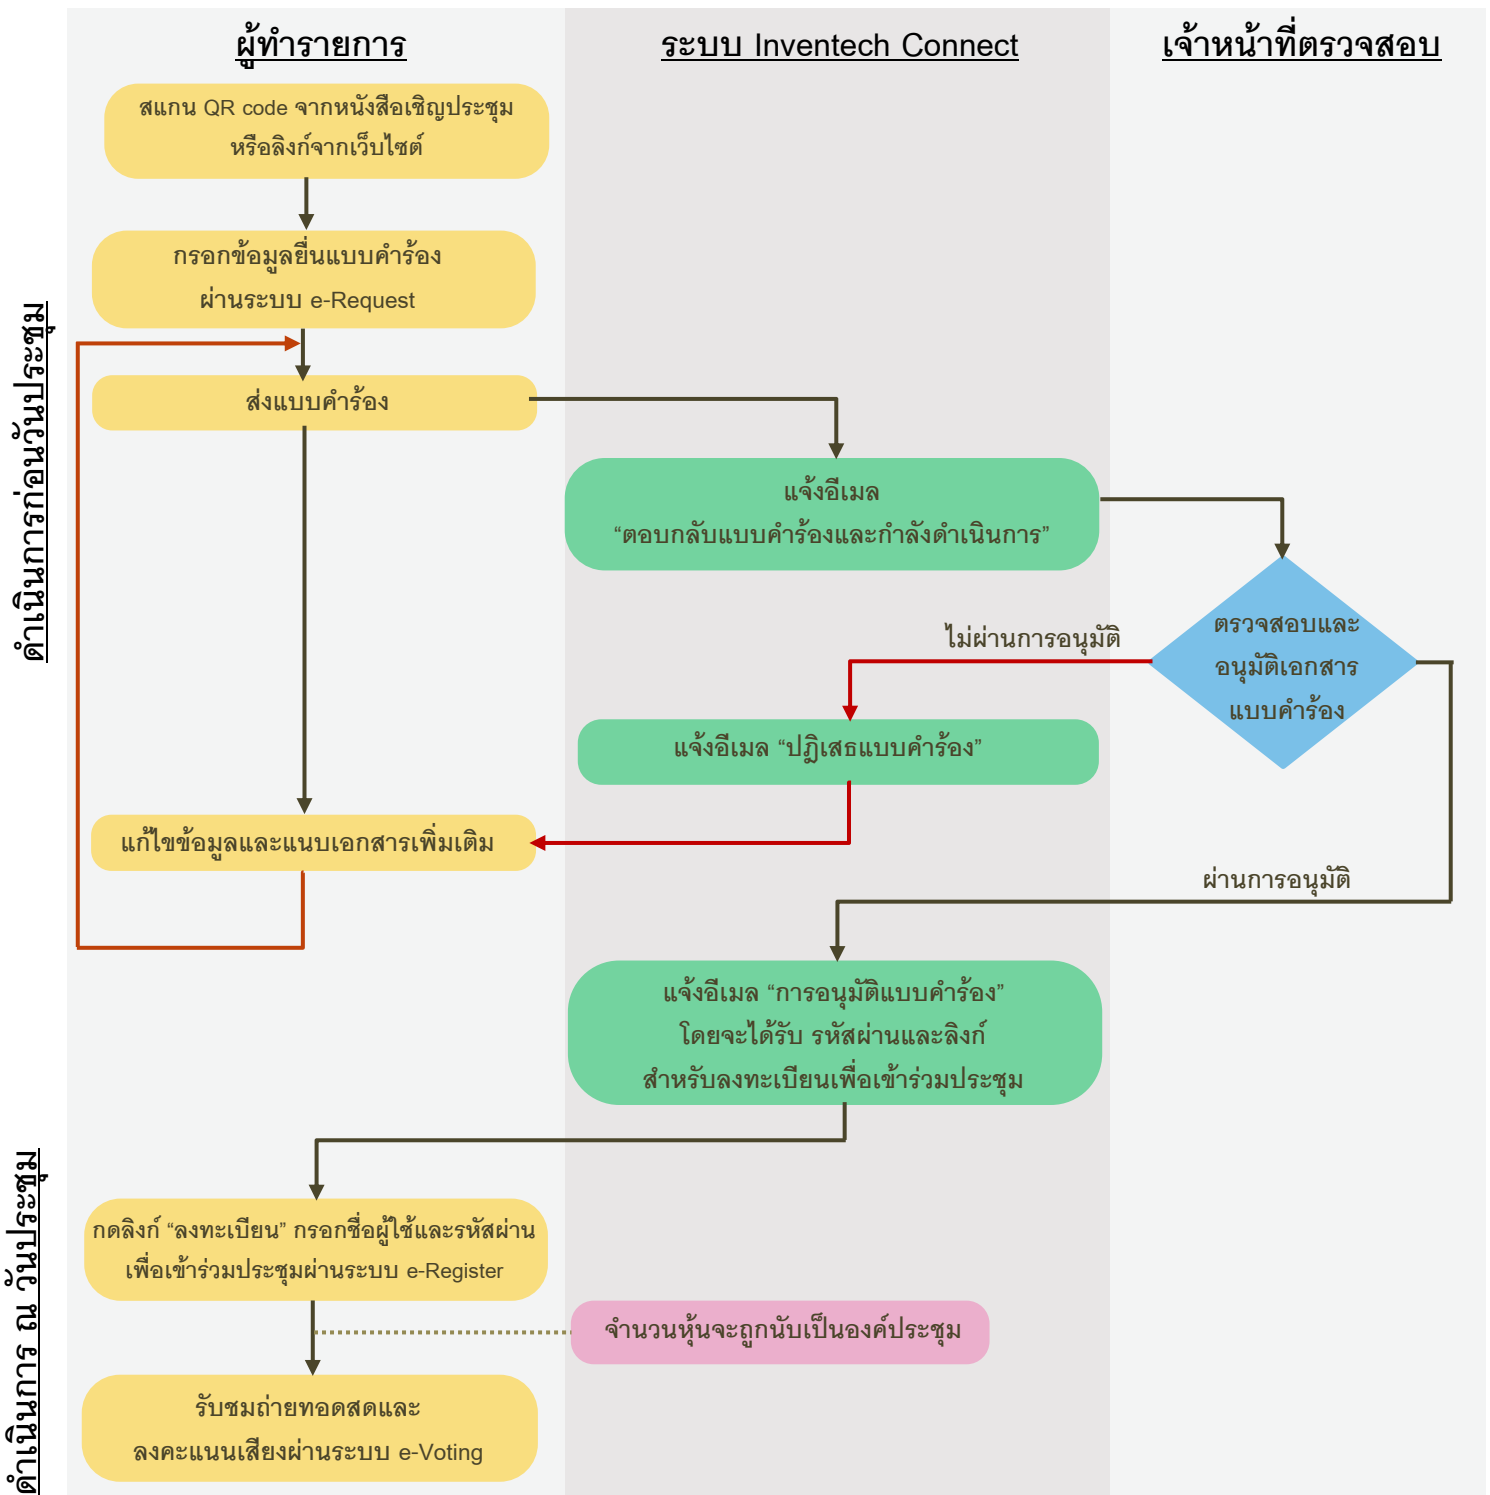 ผู้ทำรายการ
ระบบ Inventech Connect
เจ้าหน้าที่ตรวจสอบ
ดำเนินการก่อนวันประชุม
สแกน QR code จากหนังสือเชิญประชุม
หรือลิงก์จากเว็บไซต์
กรอกข้อมูลยื่นแบบคำร้อง
ผ่านระบบ e-Request
ส่งแบบคำร้อง
แจ้งอีเมล
“ตอบกลับแบบคำร้องและกำลังดำเนินการ”
ตรวจสอบและ
อนุมัติเอกสาร
แบบคำร้อง
ไม่ผ่านการอนุมัติ
แจ้งอีเมล “ปฏิเสธแบบคำร้อง”
แก้ไขข้อมูลและแนบเอกสารเพิ่มเติม
ผ่านการอนุมัติ
แจ้งอีเมล “การอนุมัติแบบคำร้อง”
โดยจะได้รับ รหัสผ่านและลิงก์
สำหรับลงทะเบียนเพื่อเข้าร่วมประชุม
ดำเนินการ ณ วันประชุม
กดลิงก์ “ลงทะเบียน” กรอกชื่อผู้ใช้และรหัสผ่าน
เพื่อเข้าร่วมประชุมผ่านระบบ e-Register
จำนวนหุ้นจะถูกนับเป็นองค์ประชุม
รับชมถ่ายทอดสดและ
ลงคะแนนเสียงผ่านระบบ e-Voting